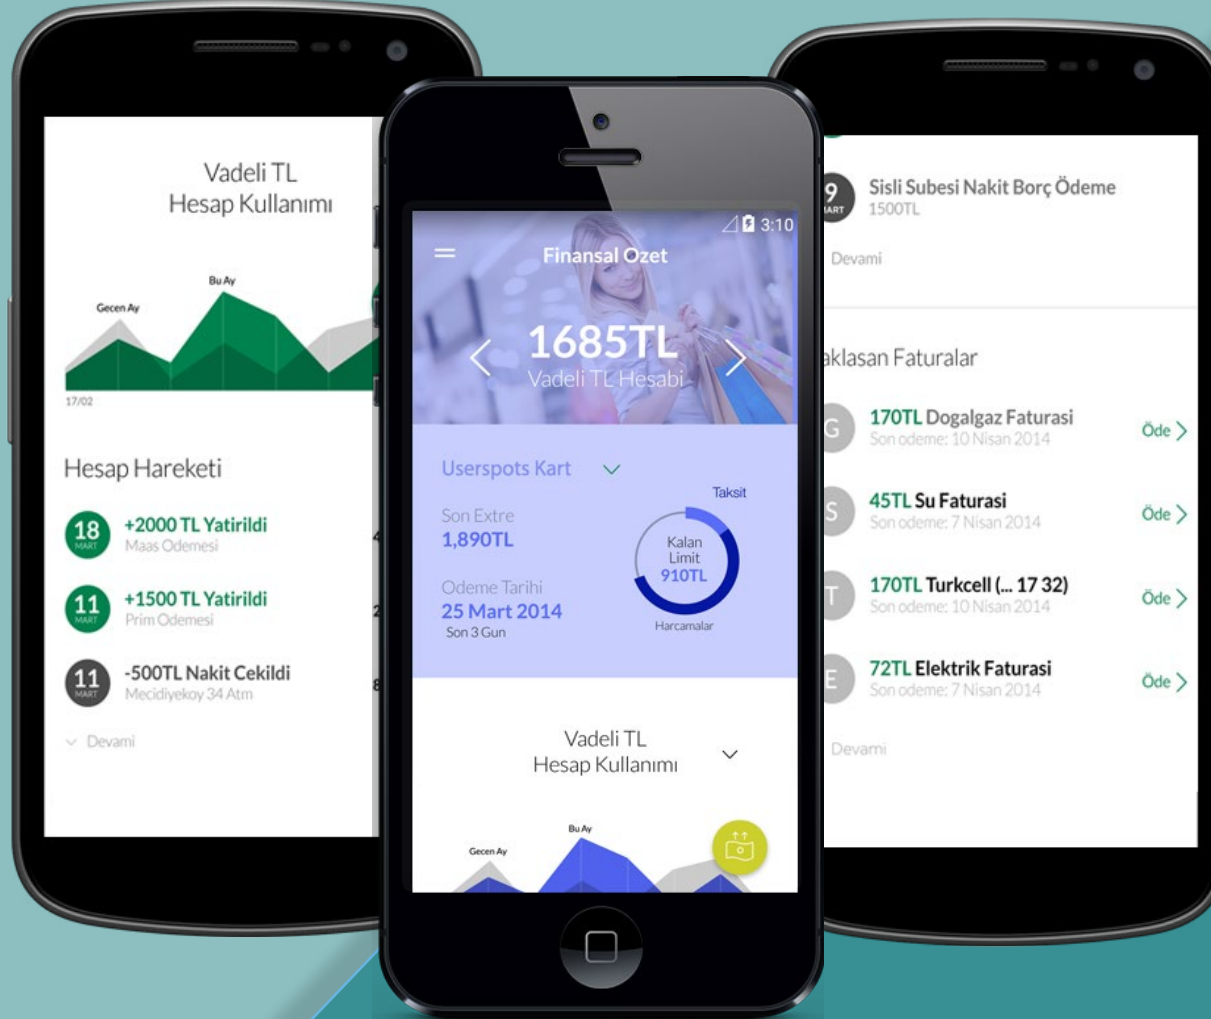 Vadeli TL
Hesap Kullanımı
Bu Ay
Gecen Ay
17/02
Hesap Hareketi
18
MART
+2000 TL Yatirildi
Maas Odemesi
11
MART
+1500 TL Yatirildi
Prim Odemesi
11
MART
-500TL Nakit Cekildi
Mecidiyekoy 34 Atm
Devami
3:10
Finansal Ozet
1685TL
Vadeli TL Hesabi
Userspots Kart
Son Extre
1,890TL
Odeme Tarihi
25 Mart 2014
Son 3 Gun
Taksit
Kalan
Limit
910TL
Harcamalar
Vadeli TL
Hesap Kullanımı
Bu Ay
Gecen Ay
9
Sisli Subesi Nakit Borç Ödeme
1500TL
Devami
Faturalar
G
170TL Dogalgaz Faturasi
Son odeme: 10 Nisan 2014
Öde
S
45TL Su Faturasi
Son odeme: 7 Nisan 2014
Öde
T
170TL Turkcell (... 17 32)
Son odeme: 10 Nisan 2014
Öde
E
72TL Elektrik Faturasi
Son odeme: 7 Nisan 2014
Öde
Devami